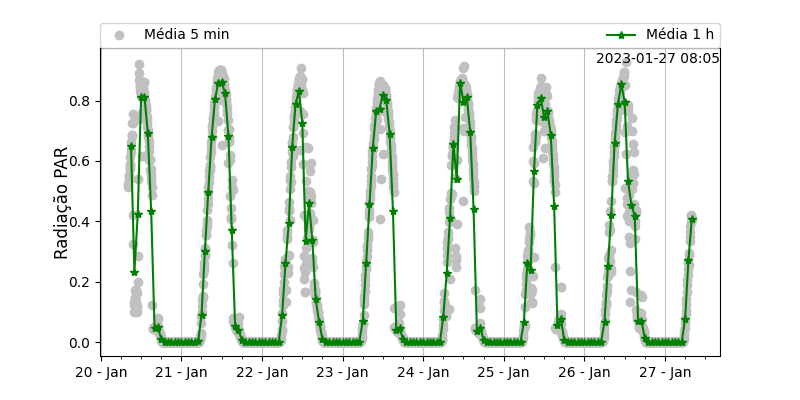 Média 5 min
Média 1 h
2023-01-27 08:05
Radiação PAR
0.8
0.6
0.4
0.2
0.0
20 - Jan
21 - Jan
22 - Jan
23 - Jan
24 - Jan
25 - Jan
26 - Jan
27 - Jan